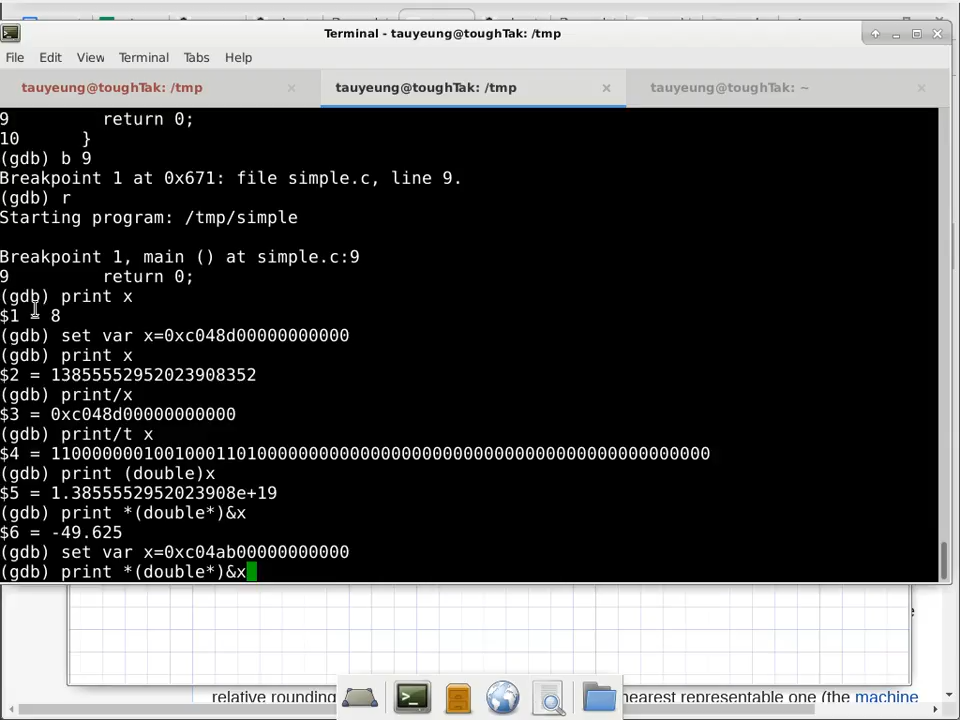 Terminal - tauyeung@toughTak: /tmp
File Edit View Terminal Tabs Help
tauyeung@toughTak: /tmp
tauyeung@toughTak: /tmp
tauyeung@toughTak: ~
9 return 0;
10 }
(gdb) b 9
Breakpoint 1 at 0x671: file simple.c, line 9.
(gdb) r
Starting program: /tmp/simple
Breakpoint 1, main () at simple.c:9
9 return 0;
(gdb) print x
$1 = 8
(gdb) set var x=0xc048d00000000000
(gdb) print x
$2 = 13855552952023908352
(gdb) print/x
$3 = 0xc048d00000000000
(gdb) print/t x
$4 = 1100000001001000110100000000000000000000000000000000000000000000
(gdb) print (double)x
$5 = 1.3855552952023908e+19
(gdb) print *(double*)&x
$6 = -49.625
(gdb) set var x=0xc04ab00000000000
(gdb) print *(double*)&x
relative rounding
nearest representable one (the machine